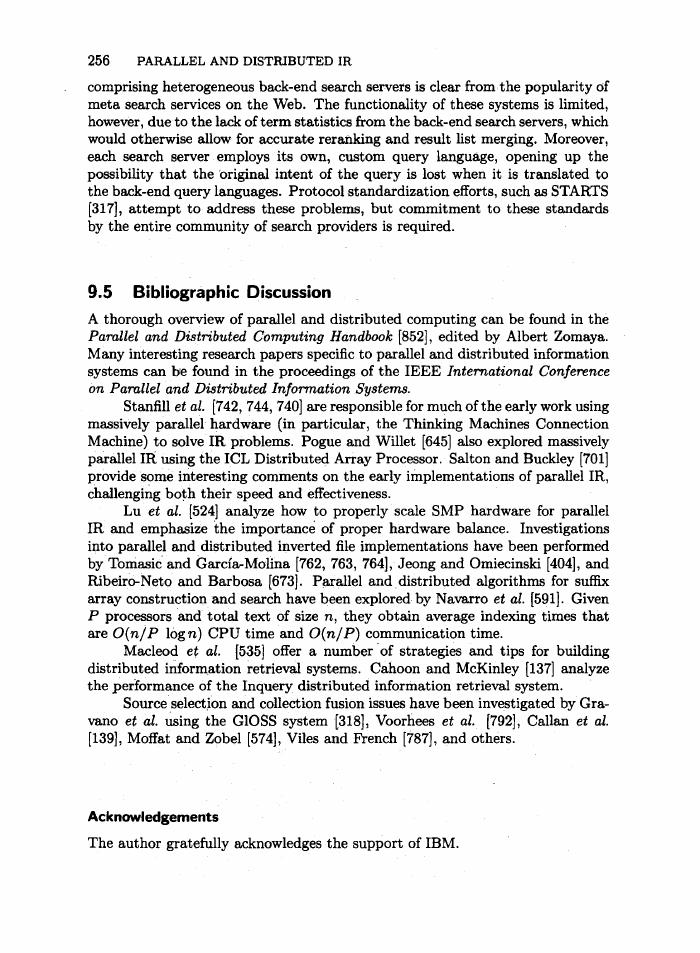 256 PARALLEL AND DISTRIBUTED IR
comprising heterogeneous back-end search servers is clear from the popularity of
meta search services on the Web. The functionality of these systems is limited,
however, due to the lack of term statistics from the back-end search servers, which
would otherwise allow for accurate reranking and result list merging. Moreover,
each search server employs its own, custom query language, opening up the
possibility that the original intent of the query is lost when it is translated to
the back-end query languages. Protocol standardization efforts, such as STARTS
[317], attempt to address these problems, but commitment to these standards
by the entire community of search providers is required.
9.5 Bibliographic Discussion
A thorough overview of parallel and distributed computing can be found in the
Parallel and Distributed Computing Handbook [852], edited by Albert Zomaya.
Many interesting research papers specific to parallel and distributed information
systems can be found in the proceedings of the IEEE International Conference
on Parallel and Distributed Information Systems.
Stanfill et al. [742, 744, 740] are responsible for much of the early work using
massively parallel hardware (in particular, the Thinking Machines Connection
Machine) to solve IR problems. Pogue and Willet [645] also explored massively
parallel IR using the ICL Distributed Array Processor. Salton and Buckley [701]
provide some interesting comments on the early implementations of parallel IR,
challenging both their speed and effectiveness.
Lu et al. [524] analyze how to properly scale SMP hardware for parallel
IR and emphasize the importance of proper hardware balance. Investigations
into parallel and distributed inverted file implementations have been performed
by Tomasic and García-Molina [762, 763, 764], Jeong and Omiecinski [404], and
Ribeiro-Neto and Barbosa [673]. Parallel and distributed algorithms for suffix
array construction and search have been explored by Navarro et al. [591]. Given
P processors and total text of size n, they obtain average indexing times that
are O(n/P log n) CPU time and O(n/P) communication time.
Macleod et al. [535] offer a number of strategies and tips for building
distributed information retrieval systems. Cahoon and McKinley [137] analyze
the performance of the Inquery distributed information retrieval system.
Source selection and collection fusion issues have been investigated by Gra-
vano et al. using the GlOSS system [318], Voorhees et al. [792], Callan et al.
[139], Moffat and Zobel [574], Viles and French [787], and others.
Acknowledgements
The author gratefully acknowledges the support of IBM.